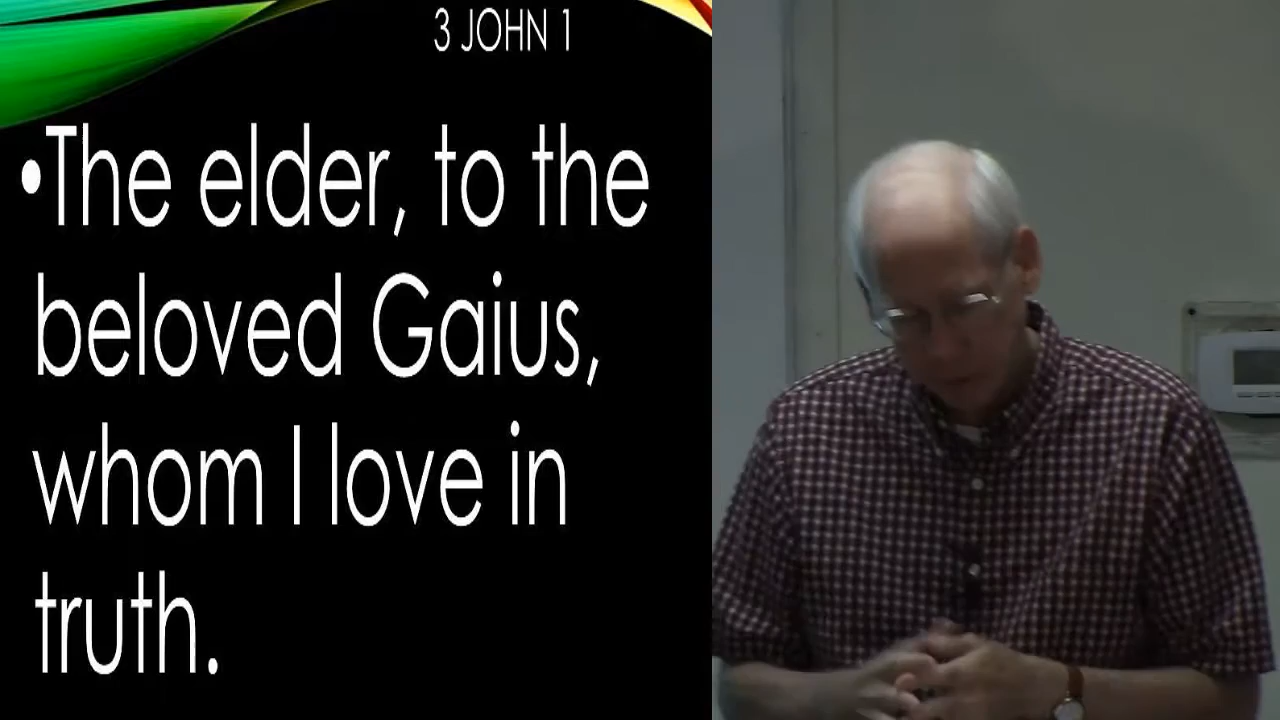 3 JOHN 1
•The elder, to the
beloved Gaius,
whom I love in
truth.